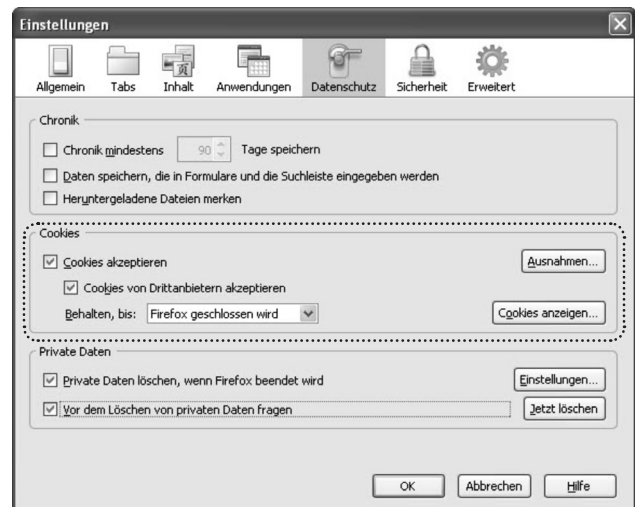 Einstellungen
Allgemein Tabs Inhalt Anwendungen Datenschutz Sicherheit Erweitert
Chronik
Chronik mindestens 90 Tage speichern
Daten speichern, die in Formulare und die Suchleiste eingegeben werden
Heruntergeladene Dateien merken
Cookies
Cookies akzeptieren Ausnahmen...
Cookies von Drittanbietern akzeptieren
Behalten, bis: Firefox geschlossen wird Cookies anzeigen...
Private Daten
Private Daten löschen, wenn Firefox beendet wird Einstellungen...
Vor dem Löschen von privaten Daten fragen Jetzt löschen
OK Abbrechen Hilfe